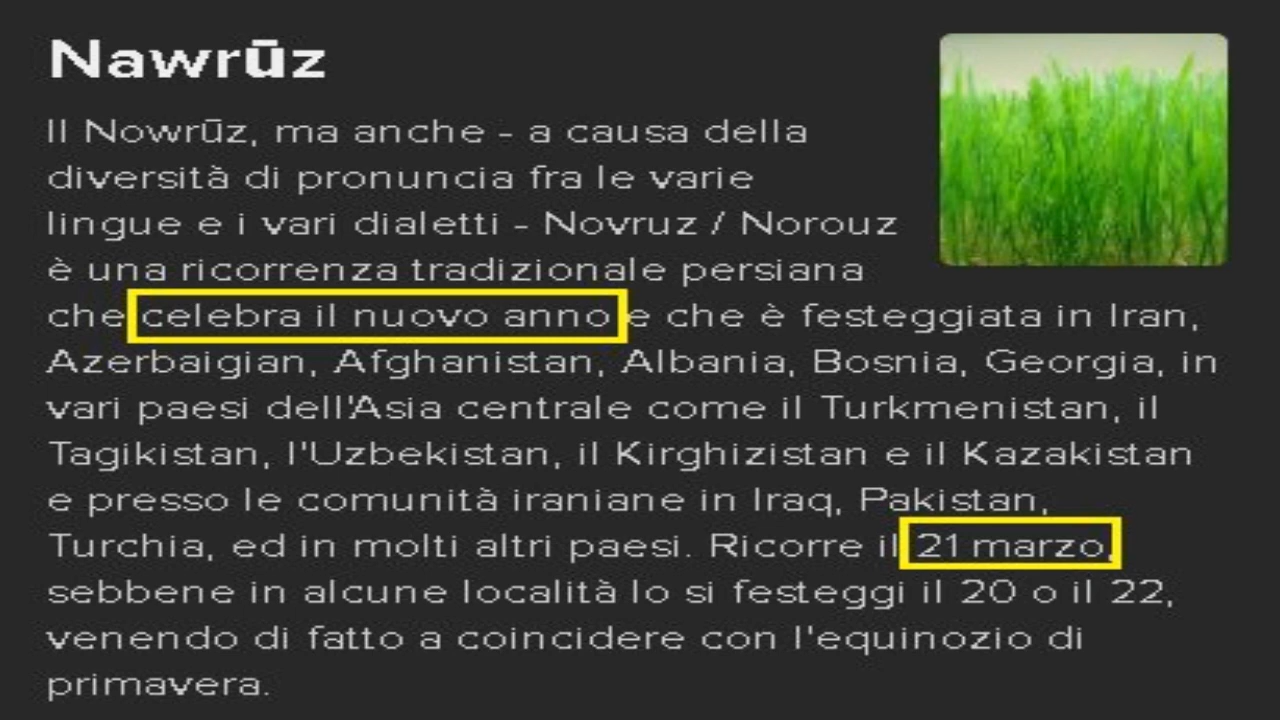 Nawrūz
Il Nowrūz, ma anche - a causa della
diversità di pronuncia fra le varie
lingue e i vari dialetti - Novruz / Norouz
è una ricorrenza tradizionale persiana
che celebra il nuovo anno e che è festeggiata in Iran,
Azerbaigian, Afghanistan, Albania, Bosnia, Georgia, in
vari paesi dell'Asia centrale come il Turkmenistan, il
Tagikistan, l'Uzbekistan, il Kirghizistan e il Kazakistan
e presso le comunità iraniane in Iraq, Pakistan,
Turchia, ed in molti altri paesi. Ricorre il 21 marzo,
sebbene in alcune località lo si festeggi il 20 o il 22,
venendo di fatto a coincidere con l'equinozio di
primavera.